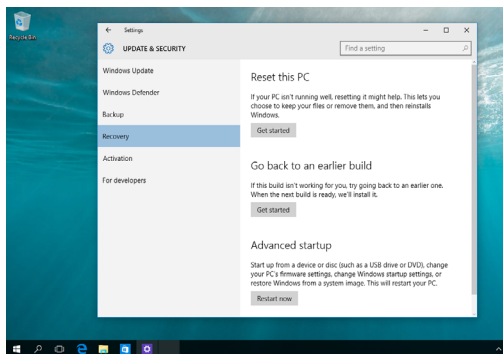 Recycle Bin
Settings
UPDATE & SECURITY
Find a setting
Windows Update
Windows Defender
Backup
Recovery
Activation
For developers
Reset this PC
If your PC isn't running well, resetting it might help. This lets you
choose to keep your files or remove them, and then reinstalls
Windows.
Get started
Go back to an earlier build
If this build isn't working for you, try going back to an earlier one.
When the next build is ready, we'll install it.
Get started
Advanced startup
Start up from a device or disc (such as a USB drive or DVD), change
your PC's firmware settings, change Windows startup settings, or
restore Windows from a system image. This will restart your PC.
Restart now